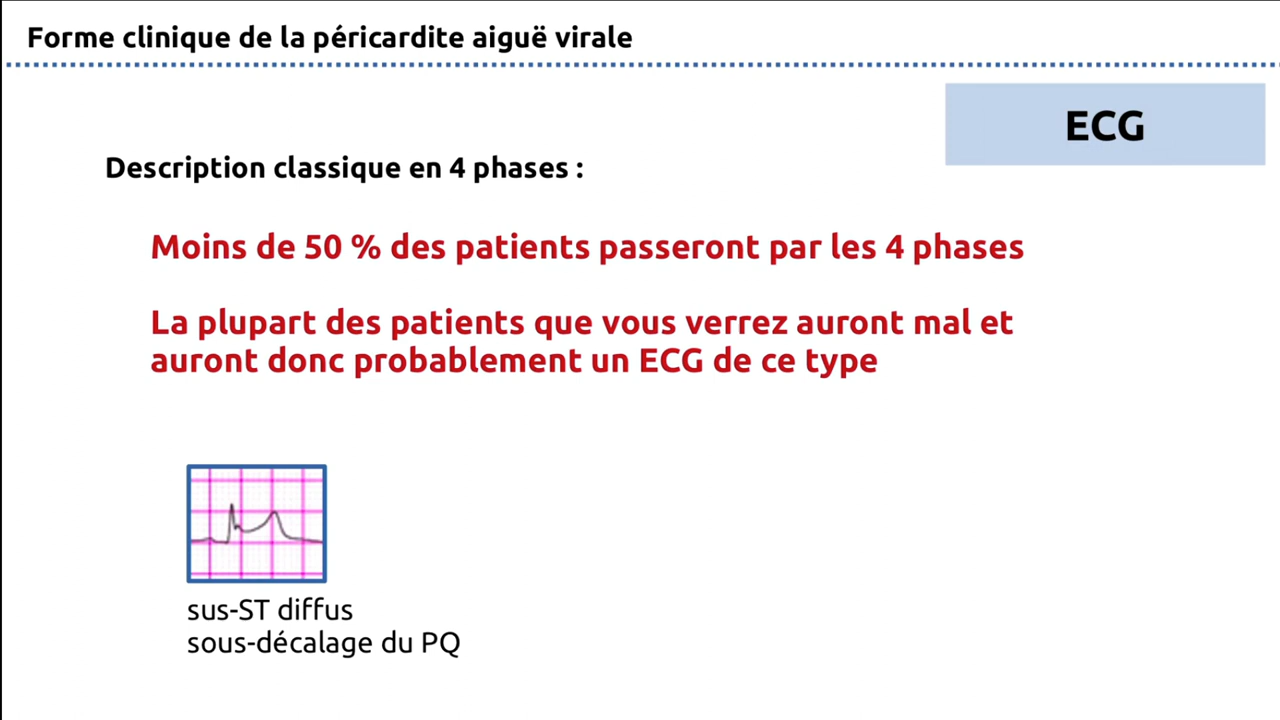 Forme clinique de la péricardite aiguë virale
ECG
Description classique en 4 phases :
Moins de 50 % des patients passeront par les 4 phases
La plupart des patients que vous verrez auront mal et
auront donc probablement un ECG de ce type
sus-ST diffus
sous-décalage du PQ